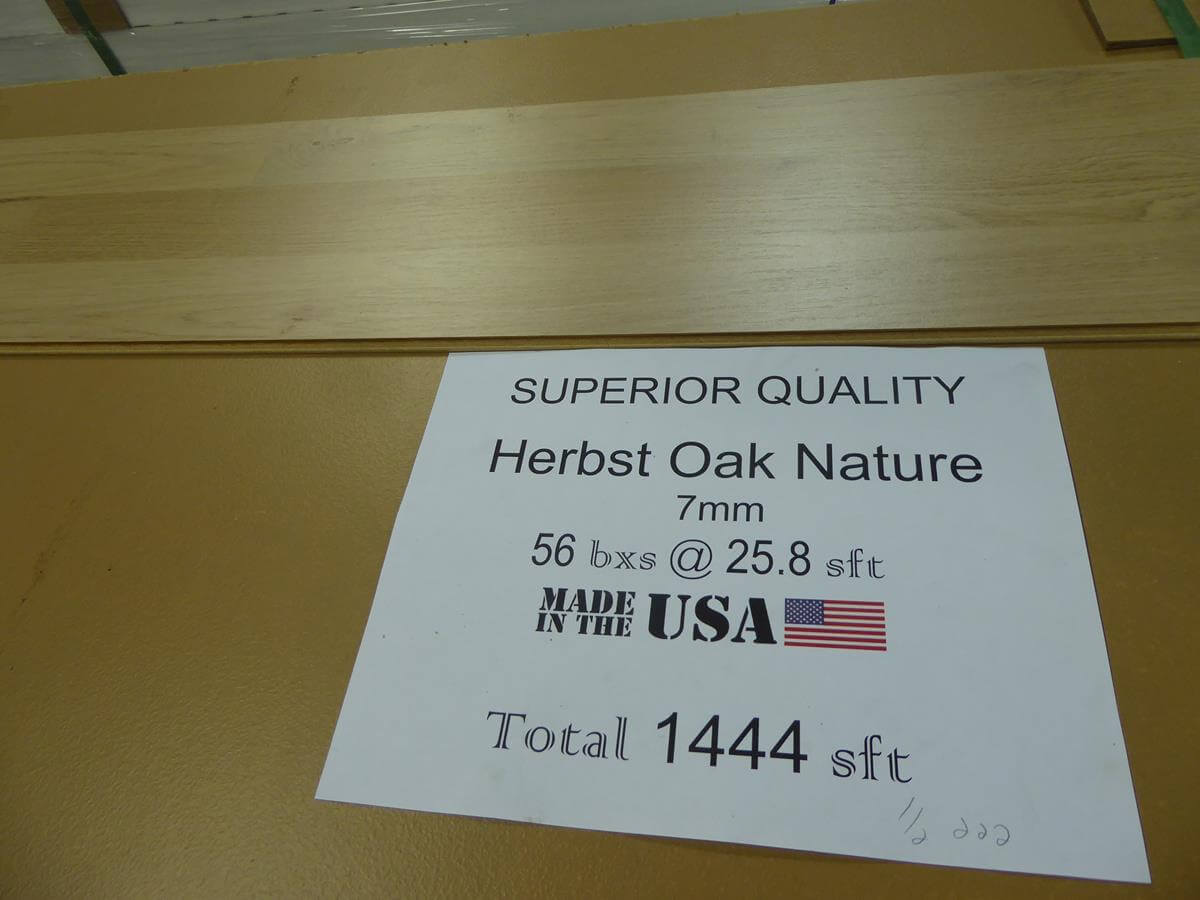 SUPERIOR QUALITY
Herbst Oak Nature
7mm
56 bxs @ 25.8 sft
MADE IN THE USA
Total 1444 sft
1/2 222